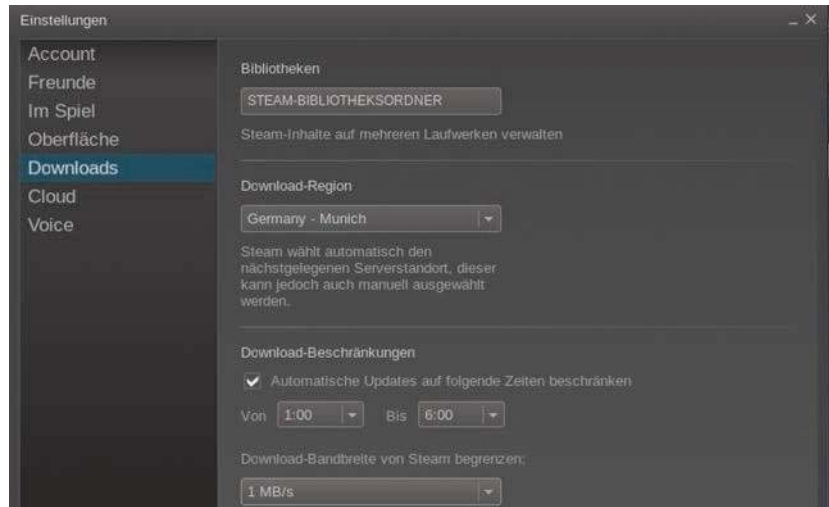 Einstellungen
Account
Freunde
Im Spiel
Oberfläche
Downloads
Cloud
Voice
Bibliotheken
STEAM-BIBLIOTHEKSORDNER
Steam-Inhalte auf mehreren Laufwerken verwalten
Download-Region
Germany - Munich
Steam wählt automatisch den
nächstgelegenen Serverstandort, dieser
kann jedoch auch manuell ausgewählt
werden.
Download-Beschränkungen
Automatische Updates auf folgende Zeiten beschränken
Von 1:00 Bis 6:00
Download-Bandbreite von Steam begrenzen:
1 MB/s